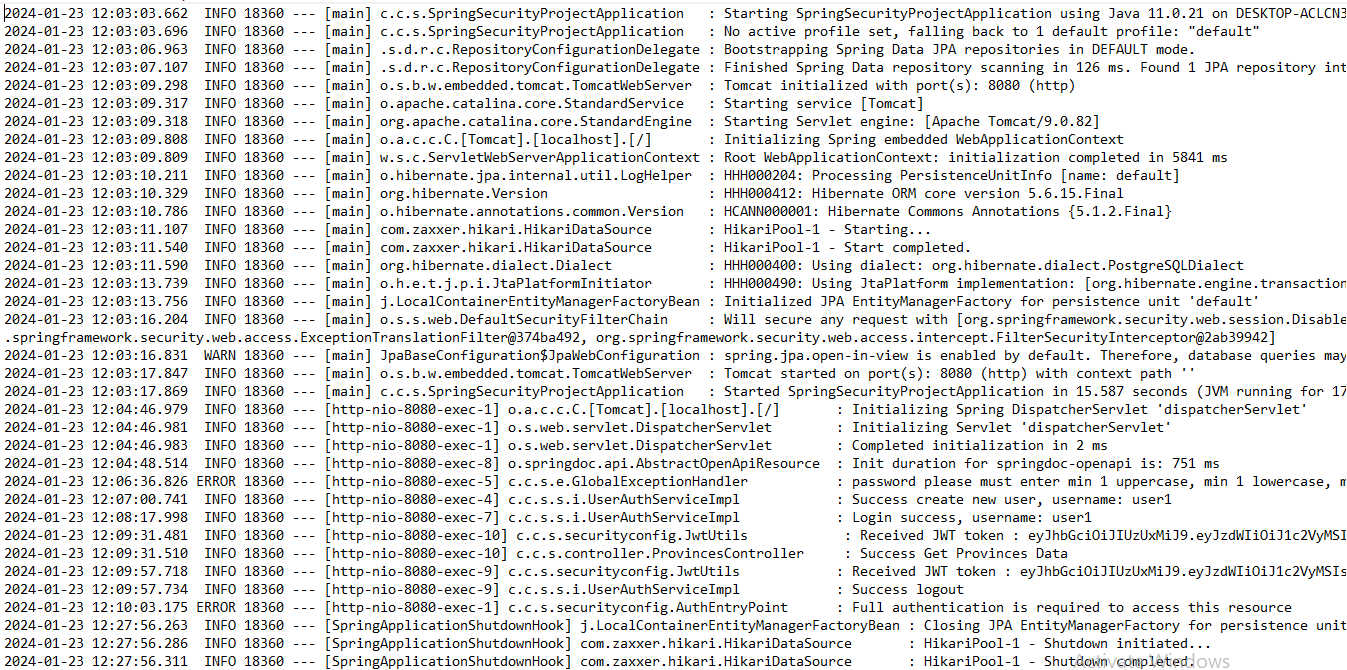 2024-01-23 12:03:03.662  INFO 18360 --- [main] c.c.s.SpringSecurityProjectApplication   : Starting SpringSecurityProjectApplication using Java 11.0.21 on DESKTOP-ACLCN3
2024-01-23 12:03:03.696  INFO 18360 --- [main] c.c.s.SpringSecurityProjectApplication   : No active profile set, falling back to 1 default profile: "default"
2024-01-23 12:03:06.963  INFO 18360 --- [main] .s.d.r.c.RepositoryConfigurationDelegate : Bootstrapping Spring Data JPA repositories in DEFAULT mode.
2024-01-23 12:03:07.107  INFO 18360 --- [main] .s.d.r.c.RepositoryConfigurationDelegate : Finished Spring Data repository scanning in 126 ms. Found 1 JPA repository int
2024-01-23 12:03:09.298  INFO 18360 --- [main] o.s.b.w.embedded.tomcat.TomcatWebServer  : Tomcat initialized with port(s): 8080 (http)
2024-01-23 12:03:09.317  INFO 18360 --- [main] o.apache.catalina.core.StandardService   : Starting service [Tomcat]
2024-01-23 12:03:09.318  INFO 18360 --- [main] org.apache.catalina.core.StandardEngine  : Starting Servlet engine: [Apache Tomcat/9.0.82]
2024-01-23 12:03:09.808  INFO 18360 --- [main] o.a.c.c.C.[Tomcat].[localhost].[/]       : Initializing Spring embedded WebApplicationContext
2024-01-23 12:03:09.809  INFO 18360 --- [main] w.s.c.ServletWebServerApplicationContext : Root WebApplicationContext: initialization completed in 5841 ms
2024-01-23 12:03:10.211  INFO 18360 --- [main] o.hibernate.jpa.internal.util.LogHelper  : HHH000204: Processing PersistenceUnitInfo [name: default]
2024-01-23 12:03:10.329  INFO 18360 --- [main] org.hibernate.Version                    : HHH000412: Hibernate ORM core version 5.6.15.Final
2024-01-23 12:03:10.786  INFO 18360 --- [main] o.hibernate.annotations.common.Version   : HCANN000001: Hibernate Commons Annotations {5.1.2.Final}
2024-01-23 12:03:11.107  INFO 18360 --- [main] com.zaxxer.hikari.HikariDataSource       : HikariPool-1 - Starting...
2024-01-23 12:03:11.540  INFO 18360 --- [main] com.zaxxer.hikari.HikariDataSource       : HikariPool-1 - Start completed.
2024-01-23 12:03:11.590  INFO 18360 --- [main] org.hibernate.dialect.Dialect            : HHH000400: Using dialect: org.hibernate.dialect.PostgreSQLDialect
2024-01-23 12:03:13.739  INFO 18360 --- [main] o.h.e.t.j.p.i.JtaPlatformInitiator       : HHH000490: Using JtaPlatform implementation: [org.hibernate.engine.transaction
2024-01-23 12:03:13.756  INFO 18360 --- [main] j.LocalContainerEntityManagerFactoryBean : Initialized JPA EntityManagerFactory for persistence unit 'default'
2024-01-23 12:03:16.204  INFO 18360 --- [main] o.s.s.web.DefaultSecurityFilterChain     : Will secure any request with [org.springframework.security.web.session.Disable
.springframework.security.web.access.ExceptionTranslationFilter@374ba492, org.springframework.security.web.access.intercept.FilterSecurityInterceptor@2ab39942]
2024-01-23 12:03:16.831  WARN 18360 --- [main] JpaBaseConfiguration$JpaWebConfiguration : spring.jpa.open-in-view is enabled by default. Therefore, database queries may
2024-01-23 12:03:17.847  INFO 18360 --- [main] o.s.b.w.embedded.tomcat.TomcatWebServer  : Tomcat started on port(s): 8080 (http) with context path ''
2024-01-23 12:03:17.869  INFO 18360 --- [main] c.c.s.SpringSecurityProjectApplication   : Started SpringSecurityProjectApplication in 15.587 seconds (JVM running for 17
2024-01-23 12:04:46.979  INFO 18360 --- [http-nio-8080-exec-1] o.a.c.c.C.[Tomcat].[localhost].[/]       : Initializing Spring DispatcherServlet 'dispatcherServlet'
2024-01-23 12:04:46.981  INFO 18360 --- [http-nio-8080-exec-1] o.s.web.servlet.DispatcherServlet        : Initializing Servlet 'dispatcherServlet'
2024-01-23 12:04:46.983  INFO 18360 --- [http-nio-8080-exec-1] o.s.web.servlet.DispatcherServlet        : Completed initialization in 2 ms
2024-01-23 12:04:48.514  INFO 18360 --- [http-nio-8080-exec-8] o.springdoc.api.AbstractOpenApiResource  : Init duration for springdoc-openapi is: 751 ms
2024-01-23 12:06:36.826 ERROR 18360 --- [http-nio-8080-exec-5] c.c.s.e.GlobalExceptionHandler           : password please must enter min 1 uppercase, min 1 lowercase, m
2024-01-23 12:07:00.741  INFO 18360 --- [http-nio-8080-exec-4] c.c.s.s.i.UserAuthServiceImpl            : Success create new user, username: user1
2024-01-23 12:08:17.998  INFO 18360 --- [http-nio-8080-exec-7] c.c.s.s.i.UserAuthServiceImpl            : Login success, username: user1
2024-01-23 12:09:31.481  INFO 18360 --- [http-nio-8080-exec-10] c.c.s.securityconfig.JwtUtils            : Received JWT token : eyJhbGciOiJIUzUxMiJ9.eyJzdWIiOiJ1c2VyMSI
2024-01-23 12:09:31.510  INFO 18360 --- [http-nio-8080-exec-10] c.c.s.controller.ProvincesController     : Success Get Provinces Data
2024-01-23 12:09:57.718  INFO 18360 --- [http-nio-8080-exec-9] c.c.s.securityconfig.JwtUtils            : Received JWT token : eyJhbGciOiJIUzUxMiJ9.eyJzdWIiOiJ1c2VyMSIs
2024-01-23 12:09:57.734  INFO 18360 --- [http-nio-8080-exec-9] c.c.s.s.i.UserAuthServiceImpl            : Success logout
2024-01-23 12:10:03.175 ERROR 18360 --- [http-nio-8080-exec-1] c.c.s.securityconfig.AuthEntryPoint      : Full authentication is required to access this resource
2024-01-23 12:27:56.263  INFO 18360 --- [SpringApplicationShutdownHook] j.LocalContainerEntityManagerFactoryBean : Closing JPA EntityManagerFactory for persistence unit
2024-01-23 12:27:56.286  INFO 18360 --- [SpringApplicationShutdownHook] com.zaxxer.hikari.HikariDataSource       : HikariPool-1 - Shutdown initiated...
2024-01-23 12:27:56.311  INFO 18360 --- [SpringApplicationShutdownHook] com.zaxxer.hikari.HikariDataSource       : HikariPool-1 - Shutdown completed.
Activate Windows